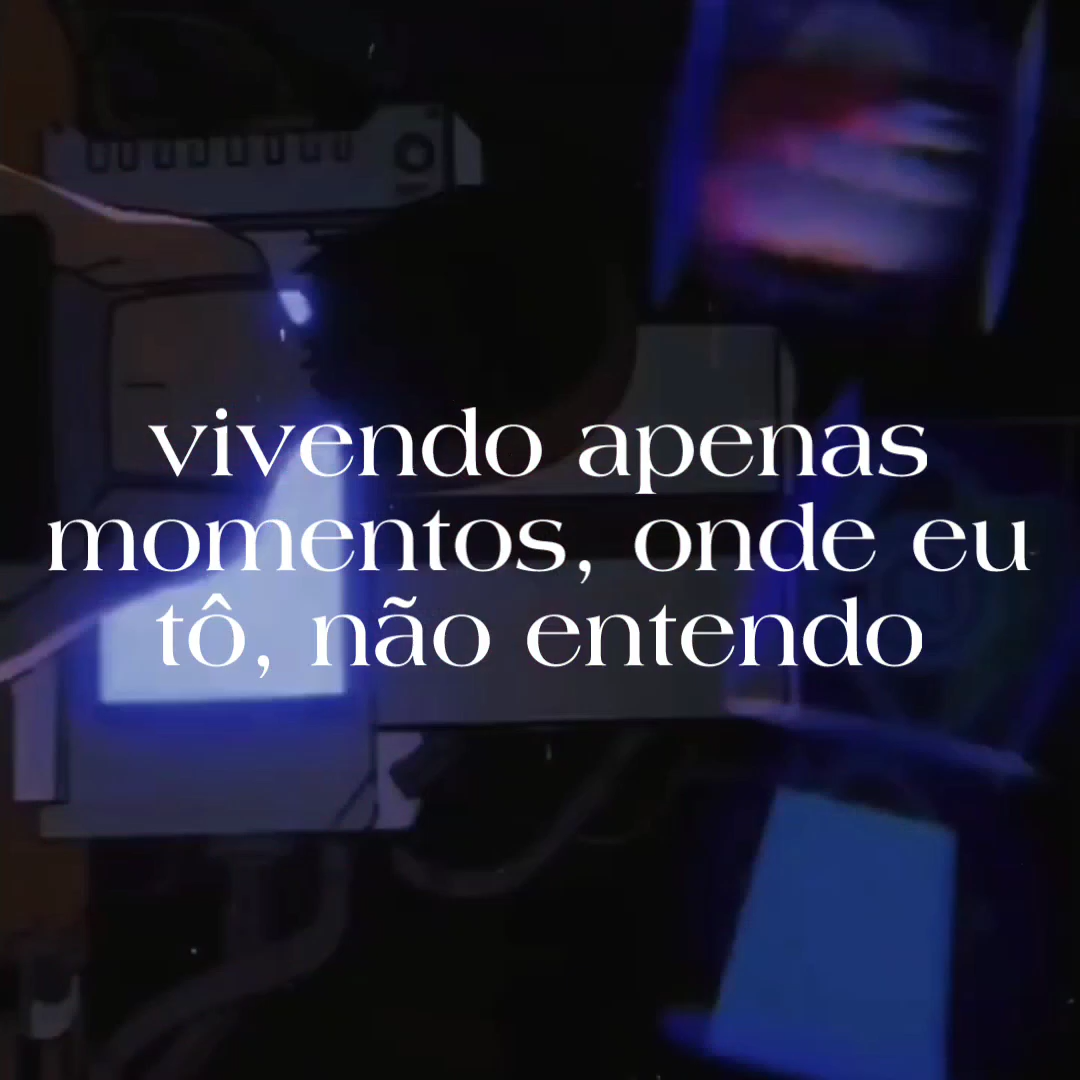 vivendo apenas
momentos, onde eu
tô, não entendo